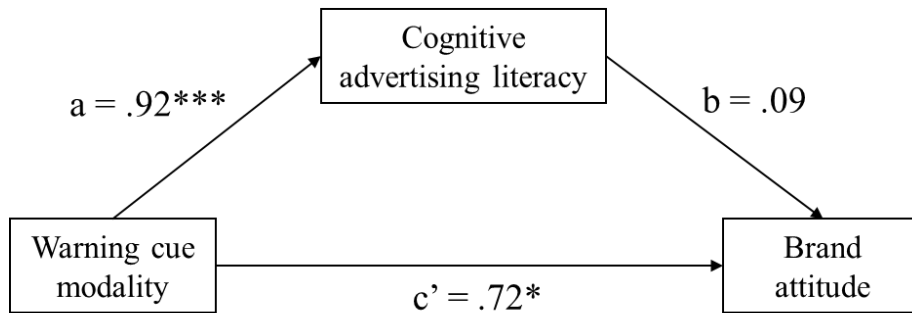 Cognitive
advertising literacy
a = .92***
b = .09
Warning cue
modality
Brand
attitude
c’ = .72*